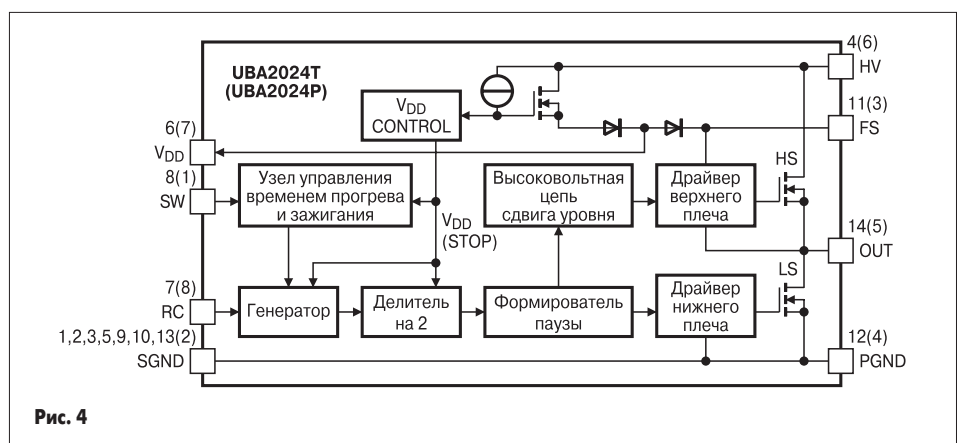 UBA2024T
(UBA2024P)
4(6)
HV
11(3)
FS
VDD
CONTROL
6(7)
VDD
8(1)
SW
Узел управления
временем прогрева
и зажигания
Высоковольтная
цепь
сдвига уровня
Драйвер
верхнего
плеча
HS
VDD
(STOP)
14(5)
OUT
LS
7(8)
RC
Генератор
Делитель
на 2
Формирователь
паузы
Драйвер
нижнего
плеча
1,2,3,5,9,10,13(2)
SGND
12(4)
PGND
Рис. 4